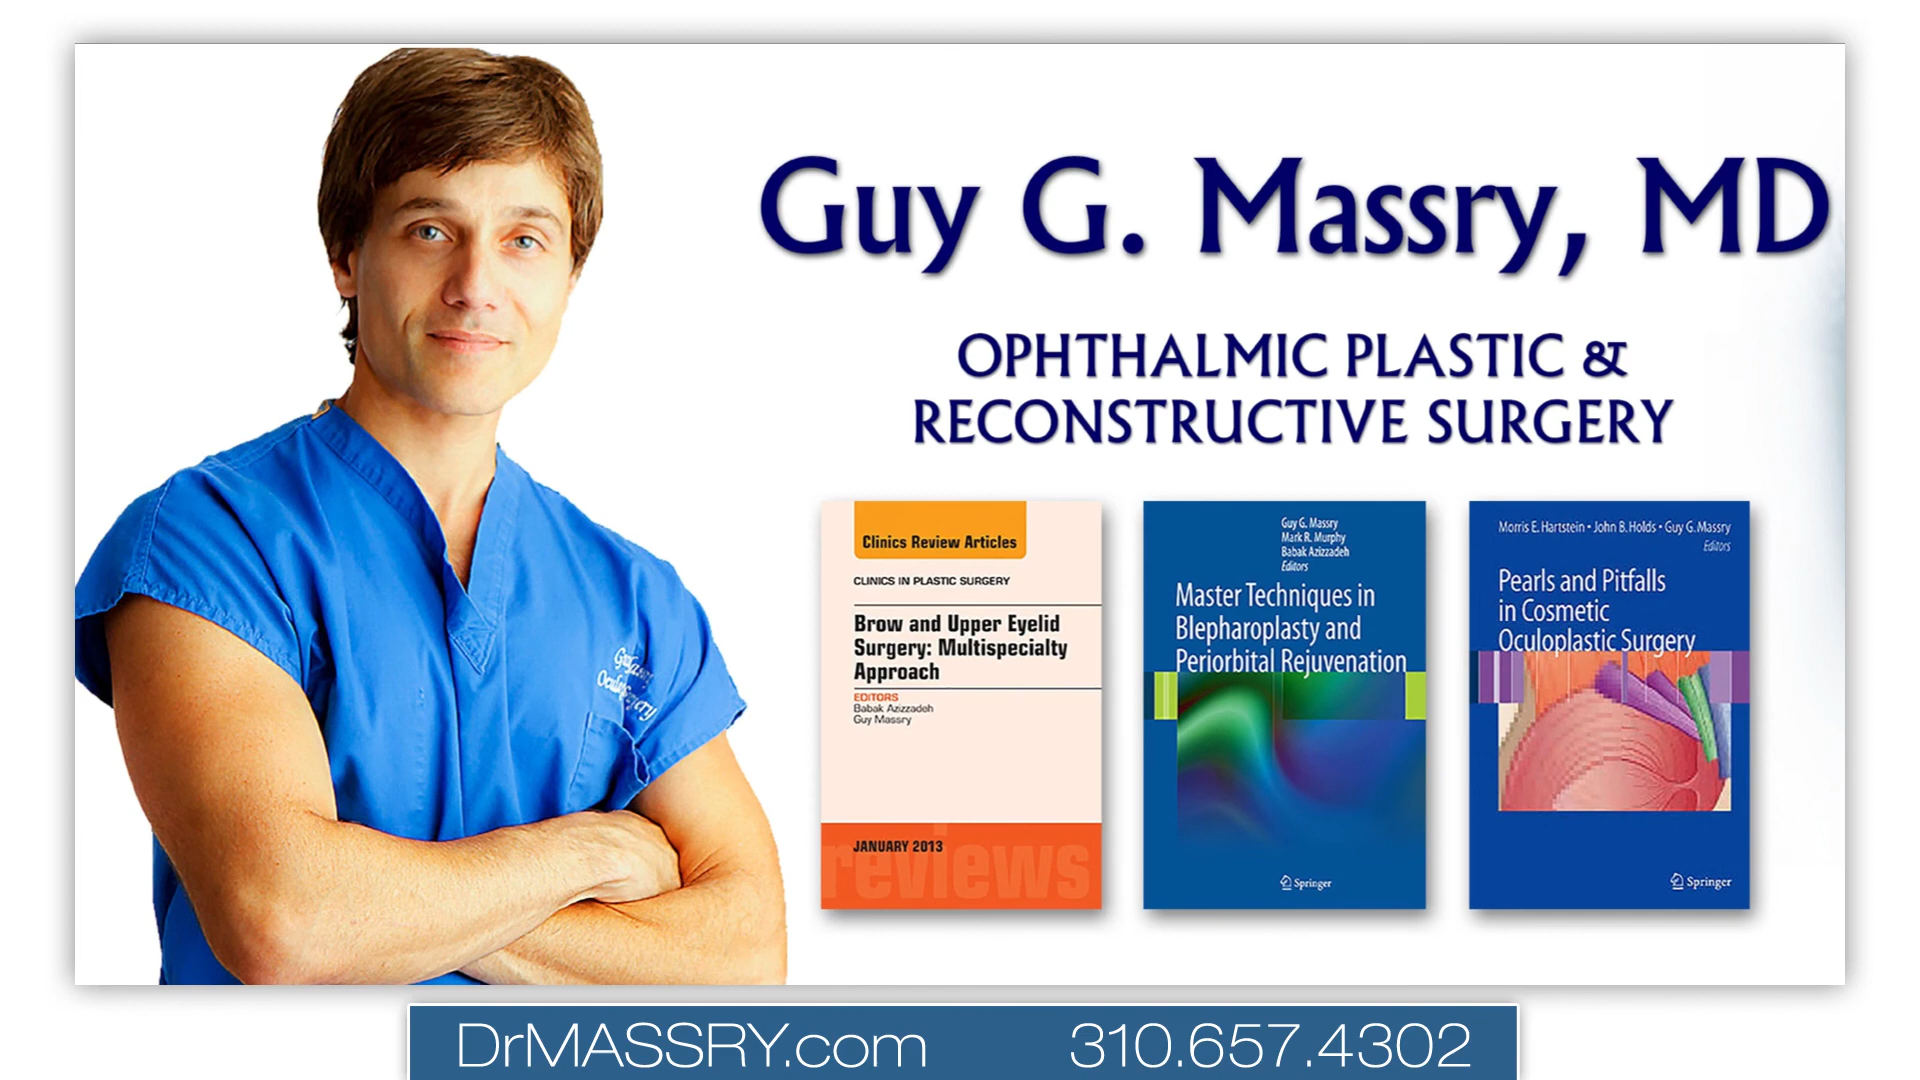 Guy G. Massry, MD
OPHTHALMIC PLASTIC &
RECONSTRUCTIVE SURGERY
Clinics Review Articles
CLINICS IN PLASTIC SURGERY
Brow and Upper Eyelid
Surgery: Multispecialty
Approach
EDITORS
Babak Azizzadeh
Guy Massry
JANUARY 2013
reviews
Guy G. Massry
Mark R. Murphy
Babak Azizzadeh
Editors
Master Techniques in
Blepharoplasty and
Periorbital Rejuvenation
Springer
Morris E. Hartstein • John B. Holds • Guy G. Massry
Editors
Pearls and Pitfalls
in Cosmetic
Oculoplastic Surgery
Springer
DrMASSRY.com 310.657.4302